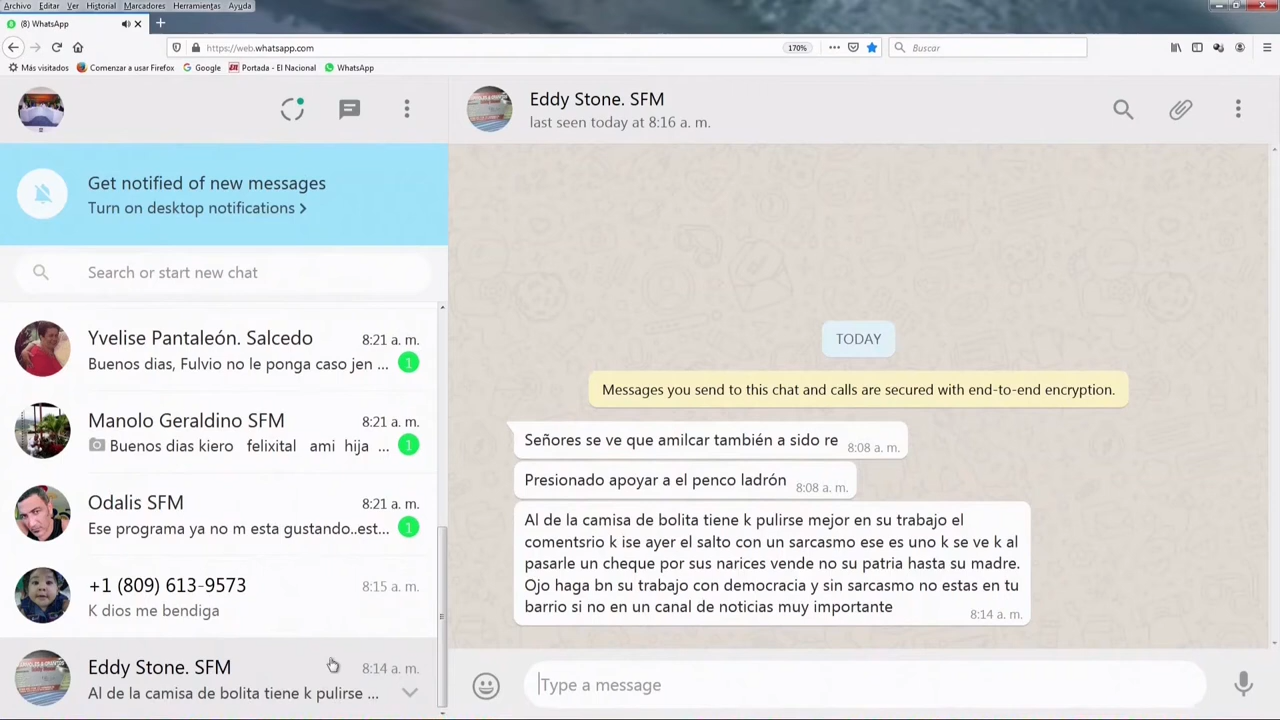 Archivo Editar Ver Historial Marcadores Herramientas Ayuda
(8) WhatsApp
https://web.whatsapp.com
170%
Buscar
Más visitados
Comenzar a usar Firefox
Google
Portada - El Nacional
WhatsApp
Get notified of new messages
Turn on desktop notifications >
Search or start new chat
Yvelise Pantaleón. Salcedo 8:21 a. m.
Buenos dias, Fulvio no le ponga caso jen ... 1
Manolo Geraldino SFM 8:21 a. m.
Buenos dias kiero felixital ami hija ... 1
Odalis SFM 8:21 a. m.
Ese programa ya no m esta gustando..est... 1
+1 (809) 613-9573 8:15 a. m.
K dios me bendiga
Eddy Stone. SFM 8:14 a. m.
Al de la camisa de bolita tiene k pulirse ...
Eddy Stone. SFM
last seen today at 8:16 a. m.
TODAY
Messages you send to this chat and calls are secured with end-to-end encryption.
Señores se ve que amilcar también a sido re 8:08 a. m.
Presionado apoyar a el penco ladrón 8:08 a. m.
Al de la camisa de bolita tiene k pulirse mejor en su trabajo el
comentsrio k ise ayer el salto con un sarcasmo ese es uno k se ve k al
pasarle un cheque por sus narices vende no su patria hasta su madre.
Ojo haga bn su trabajo con democracia y sin sarcasmo no estas en tu
barrio si no en un canal de noticias muy importante 8:14 a. m.
Type a message